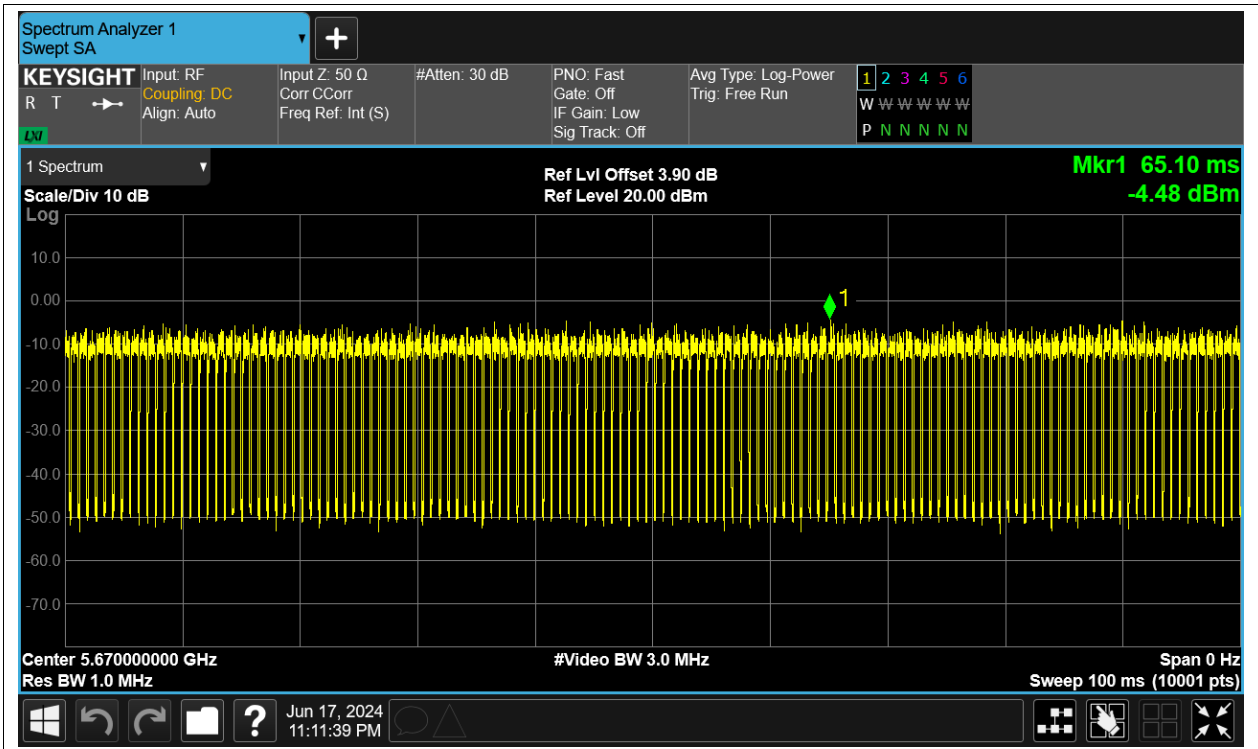 Spectrum Analyzer 1
Swept SA
+
KEYSIGHT
R T
LXI
Input: RF
Coupling: DC
Align: Auto
Input Z: 50 Ω
Corr CCorr
Freq Ref: Int (S)
#Atten: 30 dB
PNO: Fast
Gate: Off
IF Gain: Low
Sig Track: Off
Avg Type: Log-Power
Trig: Free Run
1 2 3 4 5 6
W W W W W W
P N N N N N
1 Spectrum
Scale/Div 10 dB
Ref Lvl Offset 3.90 dB
Ref Level 20.00 dBm
Mkr1 65.10 ms
-4.48 dBm
Log
10.0
0.00
1
-10.0
-20.0
-30.0
-40.0
-50.0
-60.0
-70.0
Center 5.670000000 GHz
#Video BW 3.0 MHz
Span 0 Hz
Res BW 1.0 MHz
Sweep 100 ms (10001 pts)
?
Jun 17, 2024
11:11:39 PM